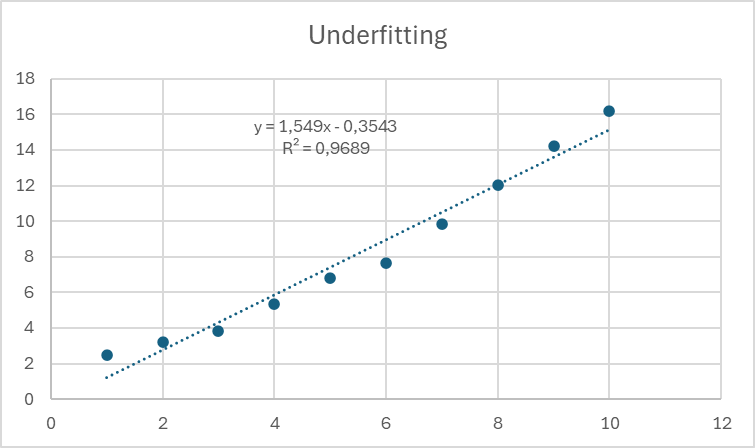 Underfitting
18
16
y = 1,549x - 0,3543
R² = 0,9689
14
12
10
8
6
4
2
0
0 2 4 6 8 10 12